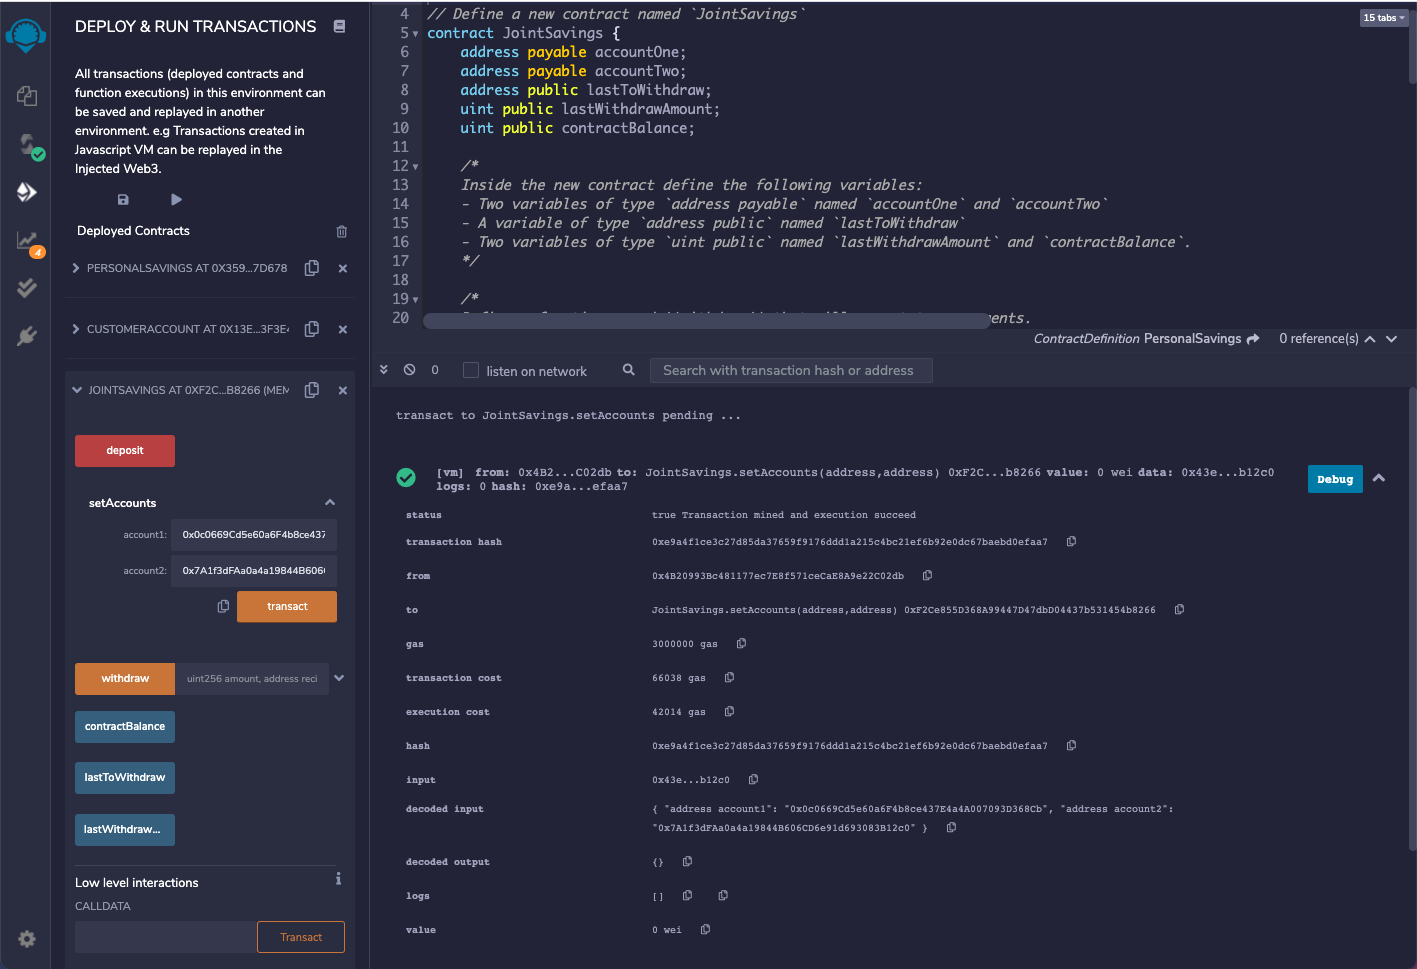 DEPLOY & RUN TRANSACTIONS
All transactions (deployed contracts and
function executions) in this environment can
be saved and replayed in another
environment. e.g Transactions created in
Javascript VM can be replayed in the
Injected Web3.
Deployed Contracts
PERSONALSAVINGS AT 0X359...7D678
CUSTOMERACCOUNT AT 0X13E...3F3E4
JOINTSAVINGS AT 0XF2C...B8266 (MEM
deposit
setAccounts
account1: 0x0c0669Cd5e60a6F4b8ce437
account2: 0x7A1f3dFAa0a4a19844B606
transact
withdraw uint256 amount, address reci
contractBalance
lastToWithdraw
lastWithdraw...
Low level interactions
CALLDATA
Transact
4
15 tabs
4 // Define a new contract named `JointSavings`
5 contract JointSavings {
6 address payable accountOne;
7 address payable accountTwo;
8 address public lastToWithdraw;
9 uint public lastWithdrawAmount;
10 uint public contractBalance;
11
12 /*
13 Inside the new contract define the following variables:
14 - Two variables of type `address payable` named `accountOne` and `accountTwo`
15 - A variable of type `address public` named `lastToWithdraw`
16 - Two variables of type `uint public` named `lastWithdrawAmount` and `contractBalance`.
17 */
18
19 /*
20
ContractDefinition PersonalSavings 0 reference(s)
0 listen on network Search with transaction hash or address
transact to JointSavings.setAccounts pending ...
[vm] from: 0x4B2...C02db to: JointSavings.setAccounts(address,address) 0xF2C...b8266 value: 0 wei data: 0x43e...b12c0
logs: 0 hash: 0xe9a...efaa7
Debug
status true Transaction mined and execution succeed
transaction hash 0xe9a4f1ce3c27d85da37659f9176ddd1a215c4bc21ef6b92e0dc67baebd0efaa7
from 0x4B20993Bc481177ec7E8f571ceCaE8A9e22C02db
to JointSavings.setAccounts(address,address) 0xF2Ce855D368A99447D47dbD04437b531454b8266
gas 3000000 gas
transaction cost 66038 gas
execution cost 42014 gas
hash 0xe9a4f1ce3c27d85da37659f9176ddd1a215c4bc21ef6b92e0dc67baebd0efaa7
input 0x43e...b12c0
decoded input { "address account1": "0x0c0669Cd5e60a6F4b8ce437E4a4A007093D368Cb", "address account2":
"0x7A1f3dFAa0a4a19844B606CD6e91d693083B12c0" }
decoded output {}
logs []
value 0 wei